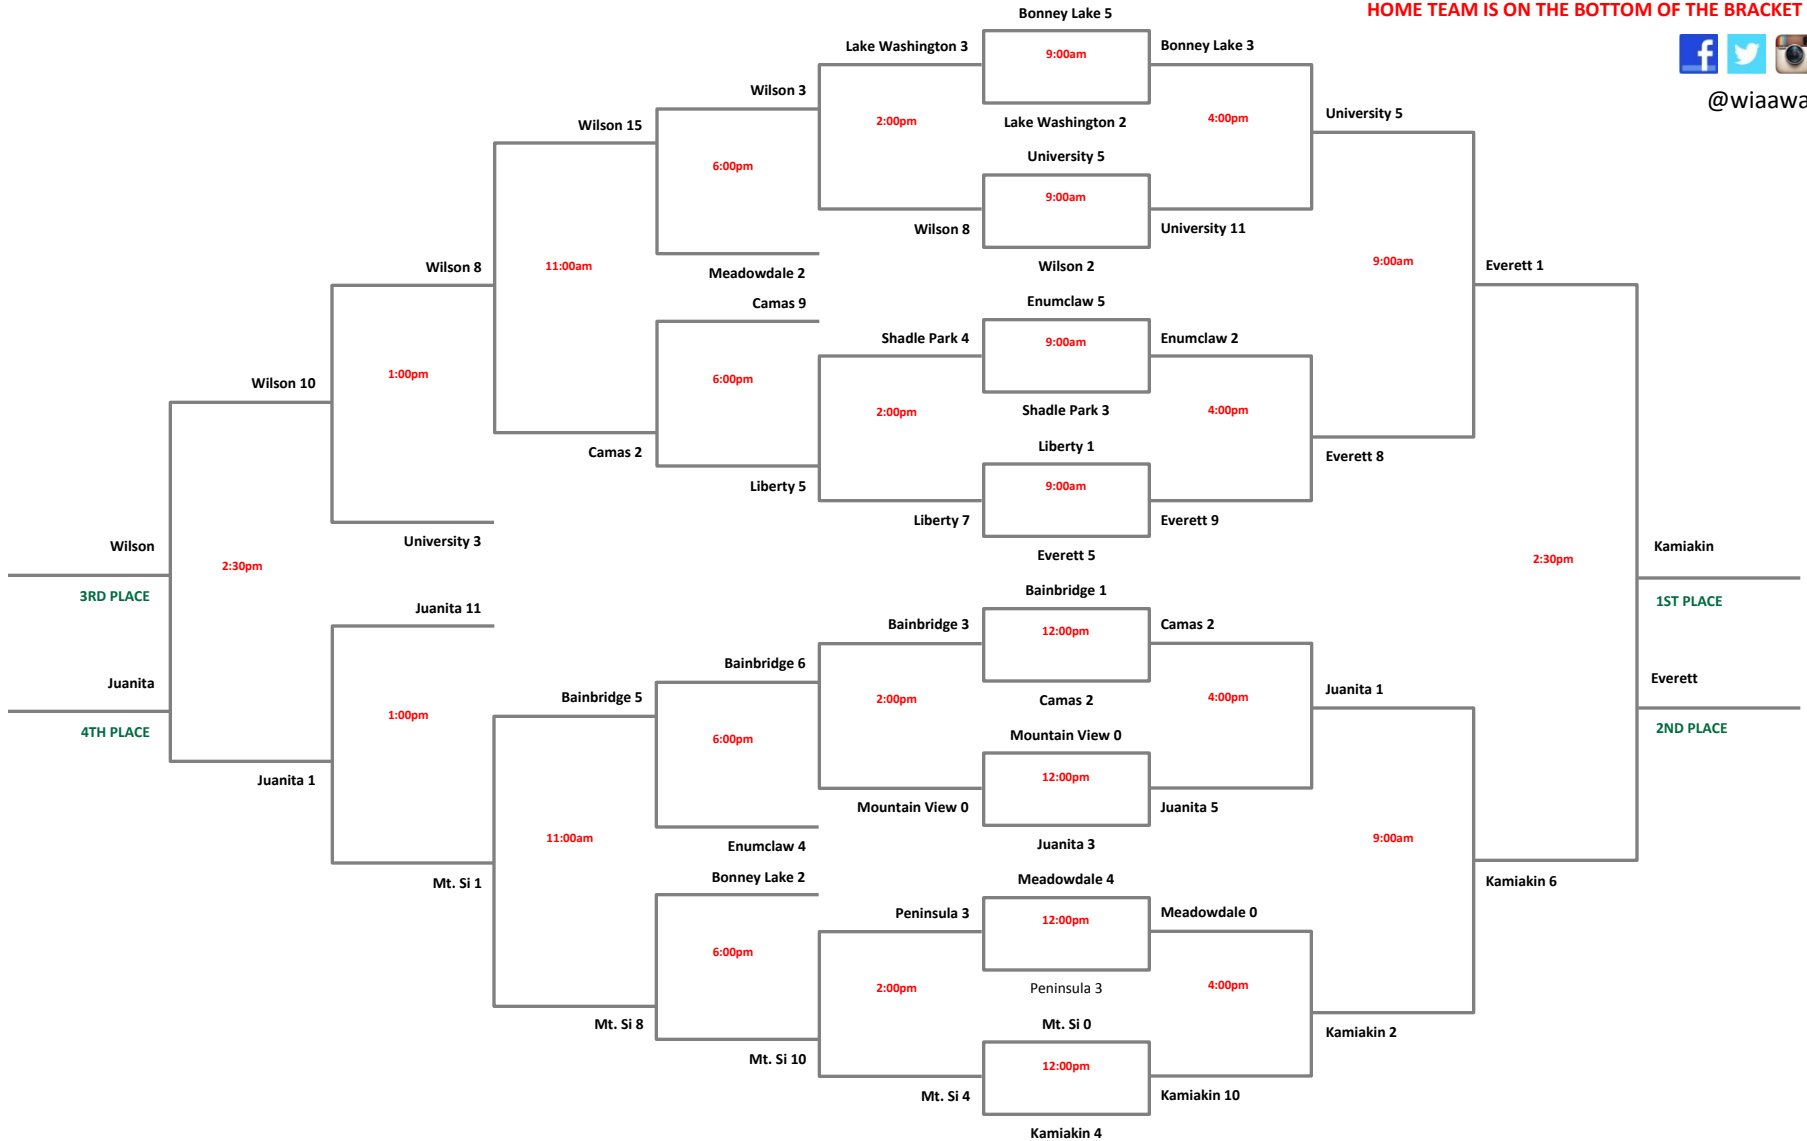 Bonney Lake 5
HOME TEAM IS ON THE BOTTOM OF THE BRACKET
Lake Washington 3
9:00am
Bonney Lake 3
Wilson 3
@wiaawa
Wilson 15
2:00pm
Lake Washington 2
4:00pm
University 5
6:00pm
University 5
9:00am
Wilson 8
University 11
Wilson 8
11:00am
Meadowdale 2
Wilson 2
9:00am
Everett 1
Camas 9
Enumclaw 5
Shadle Park 4
9:00am
Enumclaw 2
Wilson 10
1:00pm
6:00pm
2:00pm
Shadle Park 3
4:00pm
Camas 2
Liberty 1
Everett 8
Liberty 5
9:00am
Liberty 7
Everett 9
Wilson
University 3
Everett 5
Kamiakin
2:30pm
2:30pm
3RD PLACE
Juanita 11
Bainbridge 1
1ST PLACE
Bainbridge 3
12:00pm
Camas 2
Bainbridge 6
Juanita
Bainbridge 5
2:00pm
Camas 2
4:00pm
Juanita 1
Everett
4TH PLACE
1:00pm
6:00pm
Mountain View 0
2ND PLACE
Juanita 1
12:00pm
Mountain View 0
Juanita 5
11:00am
Enumclaw 4
Juanita 3
9:00am
Mt. Si 1
Bonney Lake 2
Meadowdale 4
Kamiakin 6
Peninsula 3
12:00pm
Meadowdale 0
6:00pm
2:00pm
Peninsula 3
4:00pm
Mt. Si 8
Mt. Si 0
Kamiakin 2
Mt. Si 10
12:00pm
Mt. Si 4
Kamiakin 10
Kamiakin 4